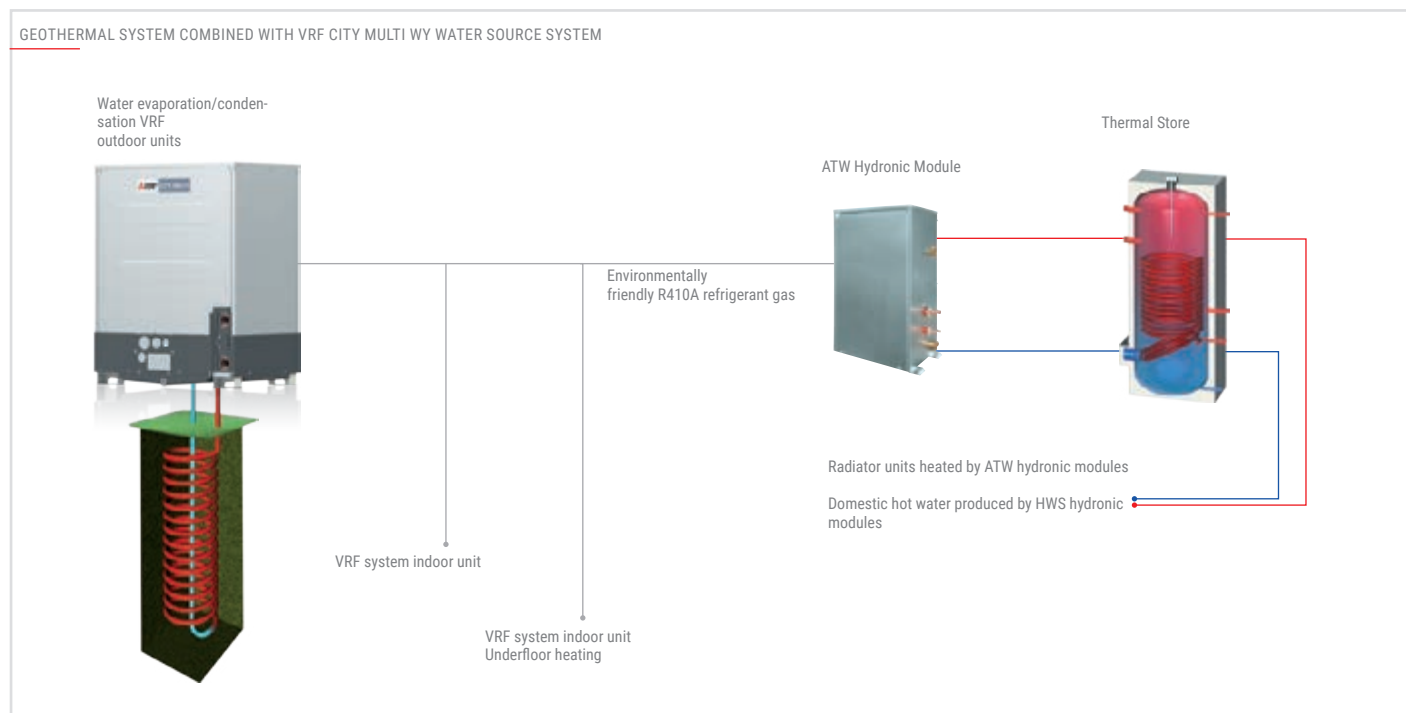 GEOTHERMAL SYSTEM COMBINED WITH VRF CITY MULTI WY WATER SOURCE SYSTEM
Water evaporation/conden-
sation VRF
outdoor units
Thermal Store
ATW Hydronic Module
Environmentally
friendly R410A refrigerant gas
Radiator units heated by ATW hydronic modules
Domestic hot water produced by HWS hydronic
modules
VRF system indoor unit
VRF system indoor unit
Underfloor heating